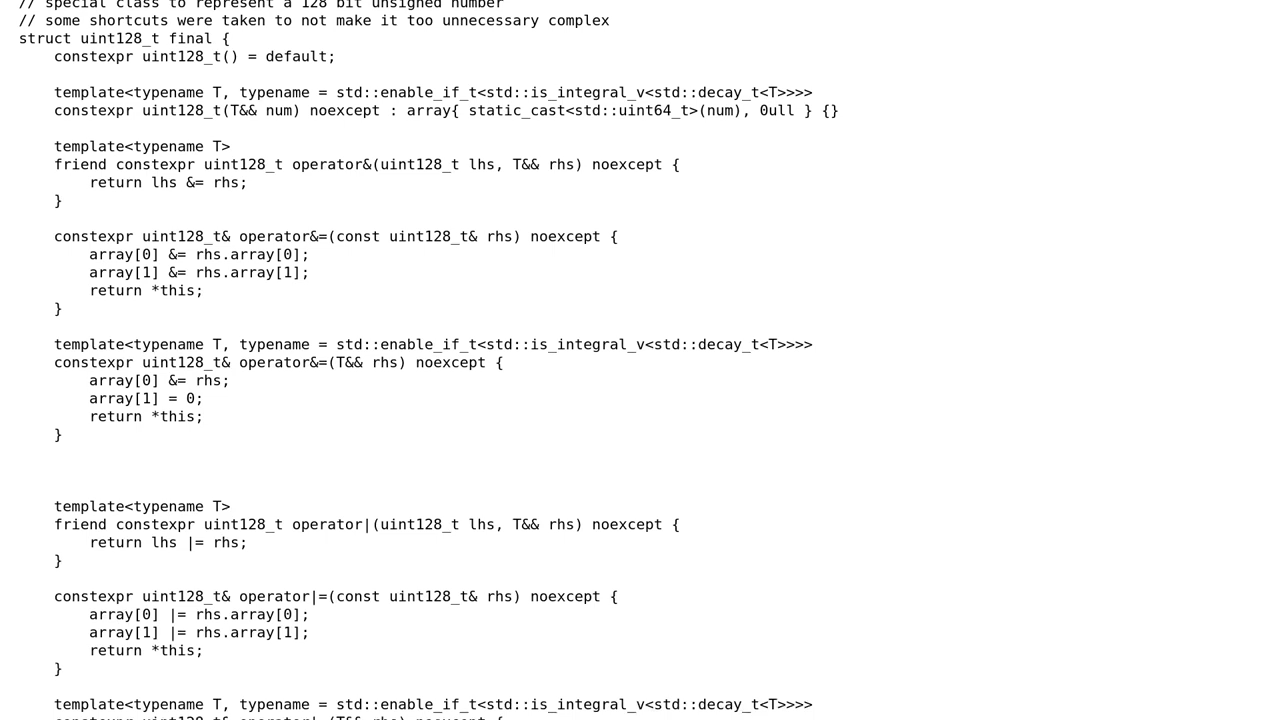 // special class to represent a 128 bit unsigned number
// some shortcuts were taken to not make it too unnecessary complex
struct uint128_t final {
    constexpr uint128_t() = default;

    template<typename T, typename = std::enable_if_t<std::is_integral_v<std::decay_t<T>>>>
    constexpr uint128_t(T&& num) noexcept : array{ static_cast<std::uint64_t>(num), 0ull } {}

    template<typename T>
    friend constexpr uint128_t operator&(uint128_t lhs, T&& rhs) noexcept {
        return lhs &= rhs;
    }

    constexpr uint128_t& operator&=(const uint128_t& rhs) noexcept {
        array[0] &= rhs.array[0];
        array[1] &= rhs.array[1];
        return *this;
    }

    template<typename T, typename = std::enable_if_t<std::is_integral_v<std::decay_t<T>>>>
    constexpr uint128_t& operator&=(T&& rhs) noexcept {
        array[0] &= rhs;
        array[1] = 0;
        return *this;
    }

    template<typename T>
    friend constexpr uint128_t operator|(uint128_t lhs, T&& rhs) noexcept {
        return lhs |= rhs;
    }

    constexpr uint128_t& operator|=(const uint128_t& rhs) noexcept {
        array[0] |= rhs.array[0];
        array[1] |= rhs.array[1];
        return *this;
    }

    template<typename T, typename = std::enable_if_t<std::is_integral_v<std::decay_t<T>>>>
    constexpr uint128_t& operator|=(T&& rhs) noexcept {